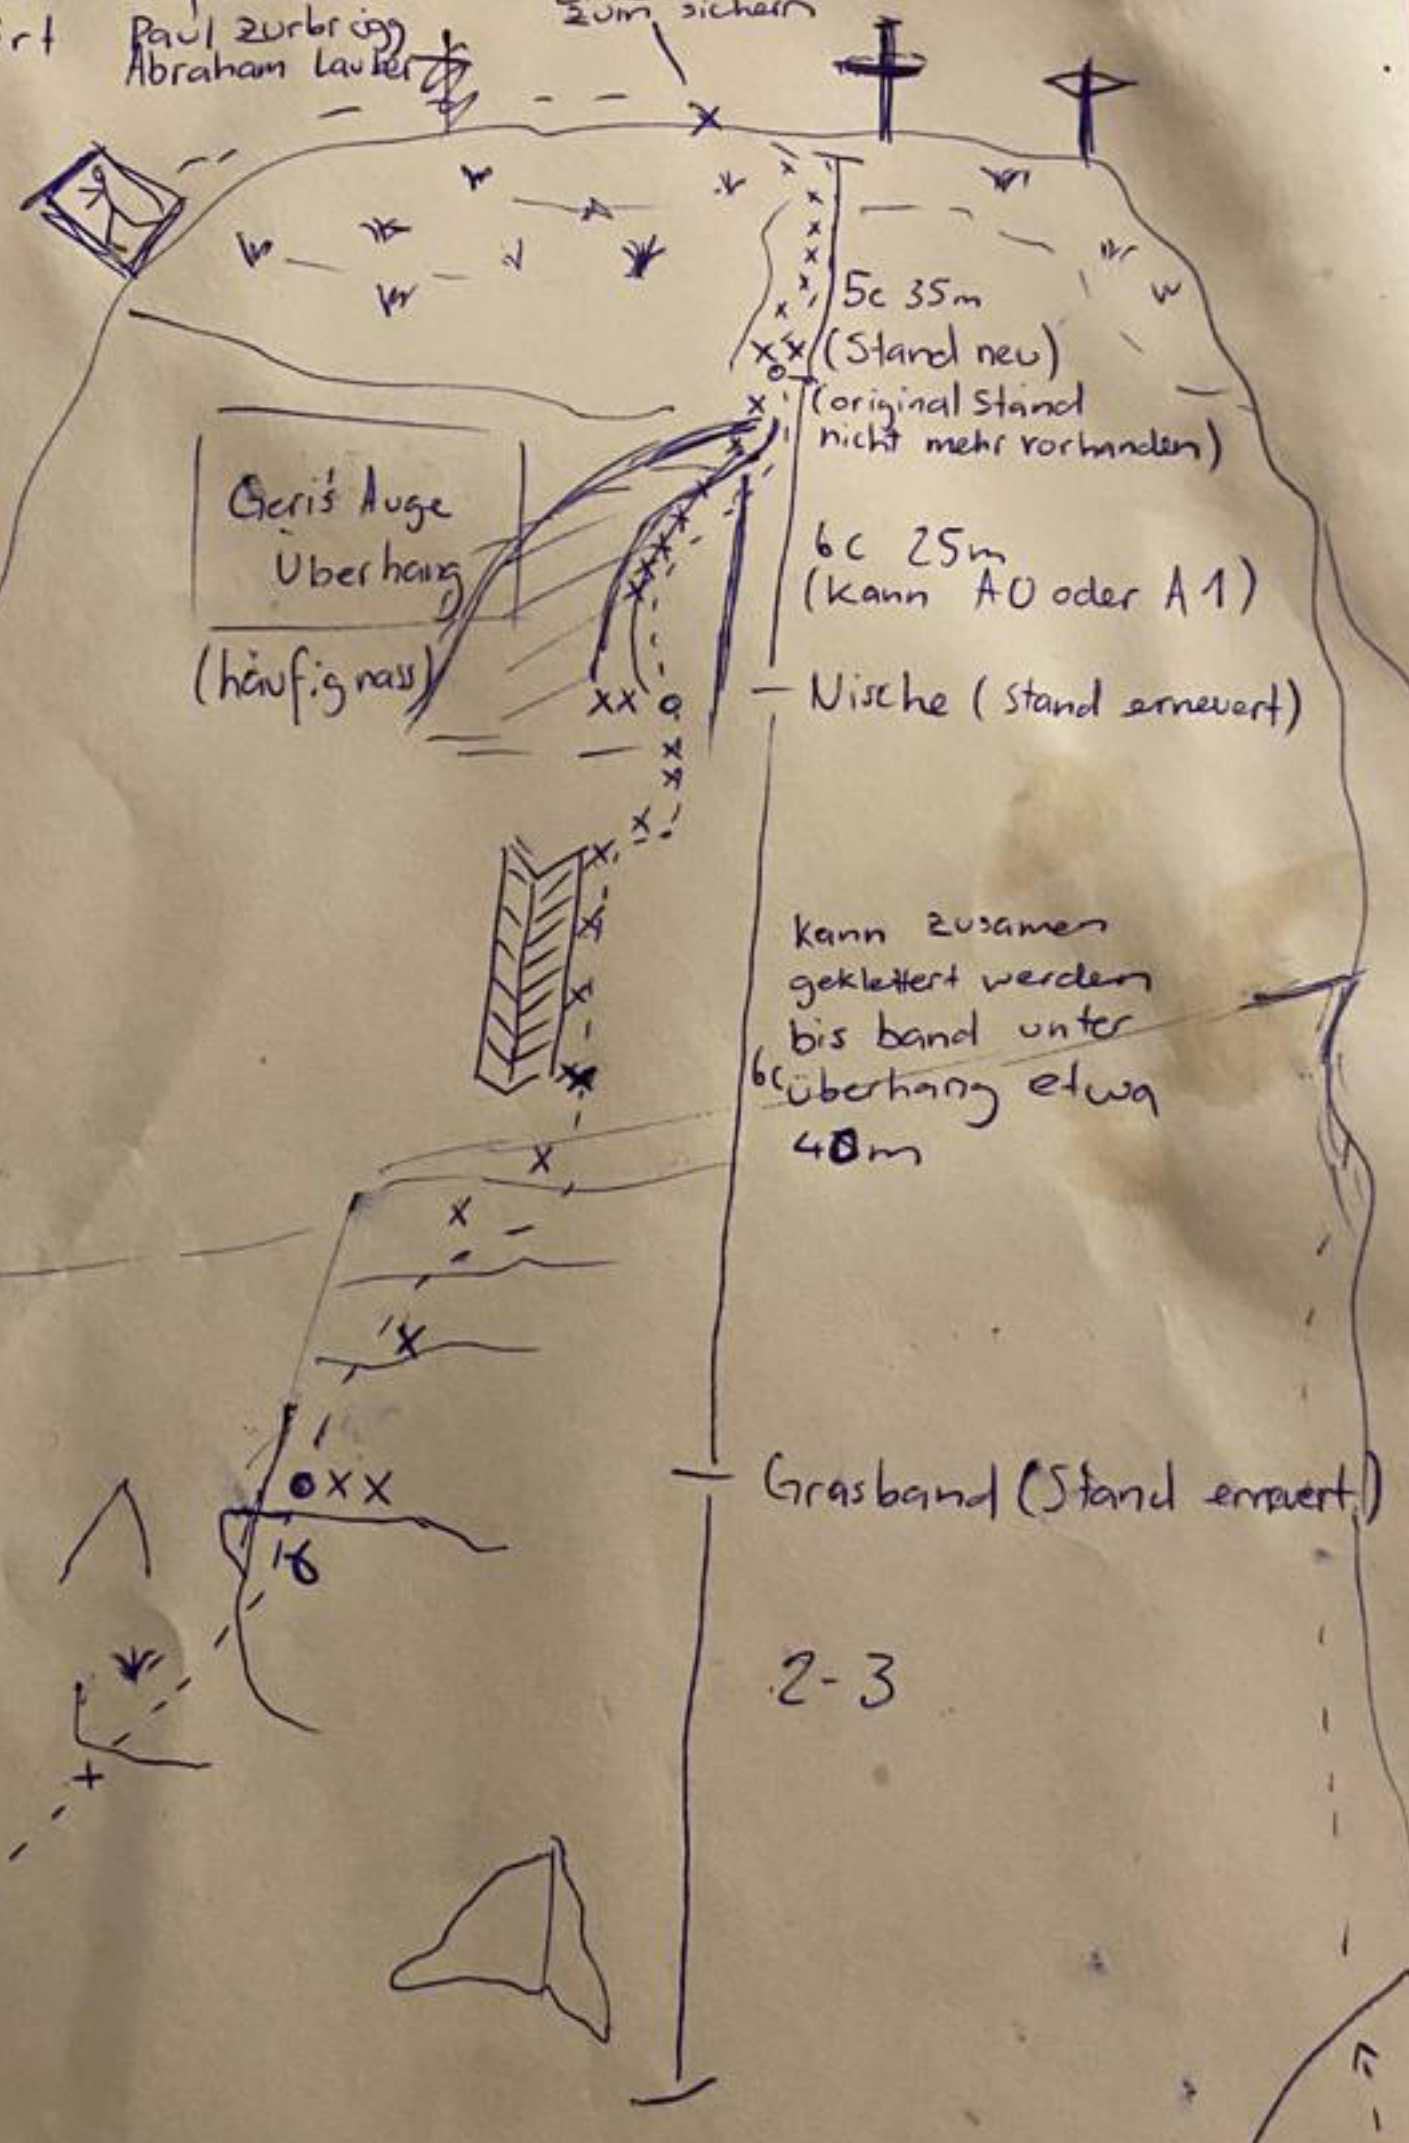 Paul Zurbrügg
Abraham Lauber
zum sichern
5c 35m
(Stand neu)
(original Stand
nicht mehr vorhanden)
Geri's Auge
Überhang
(häufig nass)
6c 25m
(kann A0 oder A1)
Nische (Stand erneuert)
kann zusamen
geklettert werden
bis band unter
6c überhang etwa
40m
Grasband (Stand erneuert)
2-3